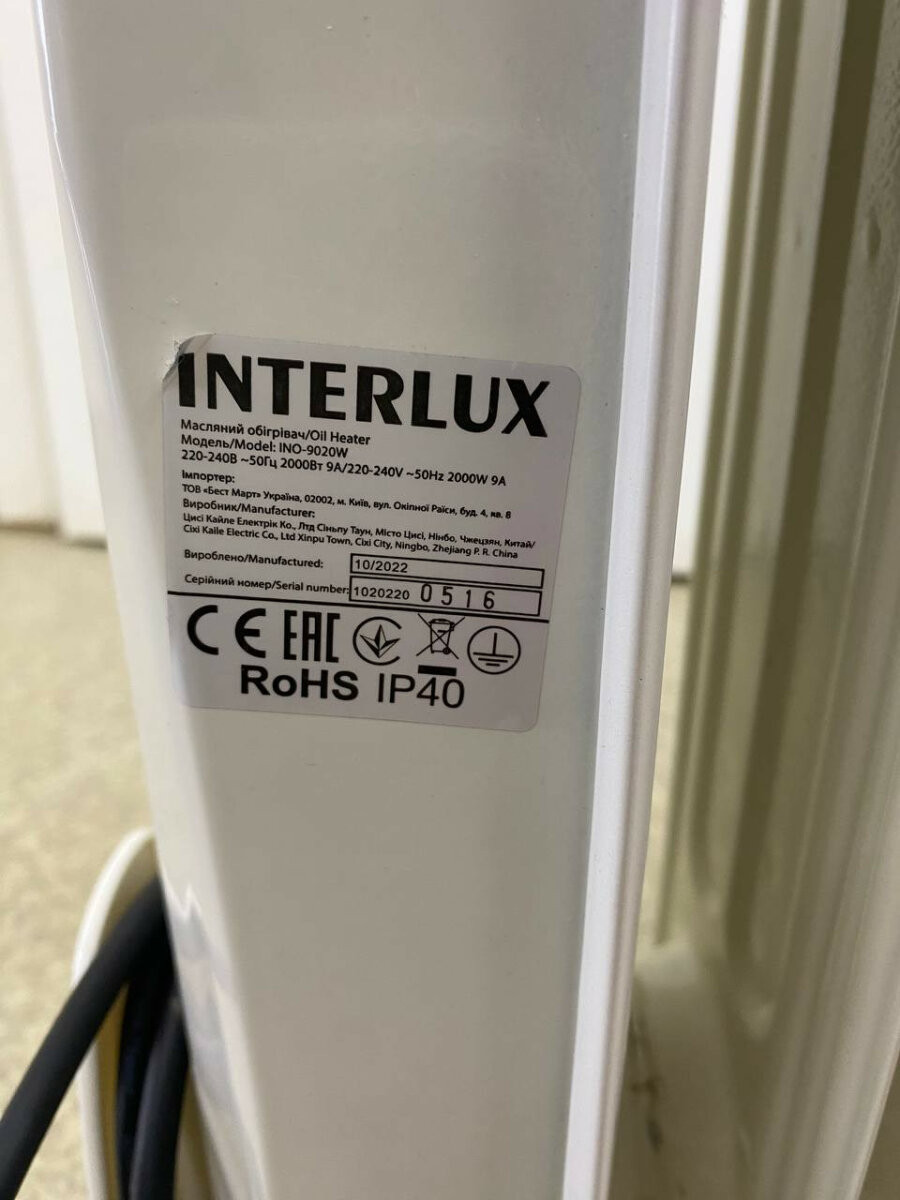 INTERLUX
Масляний обігрівач/Oil Heater
Модель/Model: INO-9020W
220-240В ~50Гц 2000Вт 9А/220-240V ~50Hz 2000W 9A
Імпортер:
ТОВ «Бест Март» Україна, 02002, м. Київ, вул. Окіпної Раїси, буд. 4, кв. 8
Виробник/Manufacturer:
Цисі Кайле Електрік Ко., Лтд Сіньпу Таун, Місто Цисі, Нінбо, Чжецзян, Китай/
Cixi Kaile Electric Co., Ltd Xinpu Town, Cixi City, Ningbo, Zhejiang P. R. China
Вироблено/Manufactured: 10/2022
Серійний номер/Serial number: 1020220 0516
CE EAC
RoHS IP40